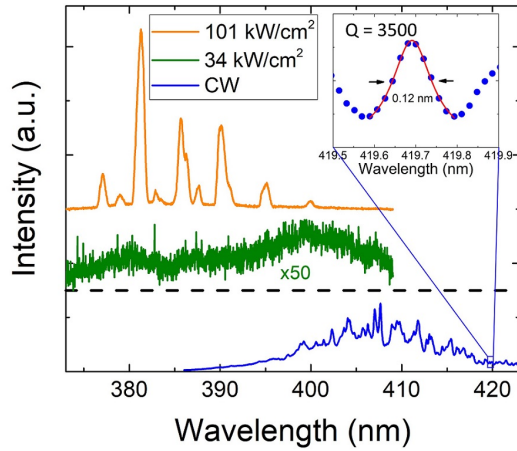 101 kW/cm²
34 kW/cm²
CW
Q = 3500
0.12 nm
419.5 419.6 419.7 419.8 419.9
Wavelength (nm)
Intensity (a.u.)
x50
380 390 400 410 420
Wavelength (nm)